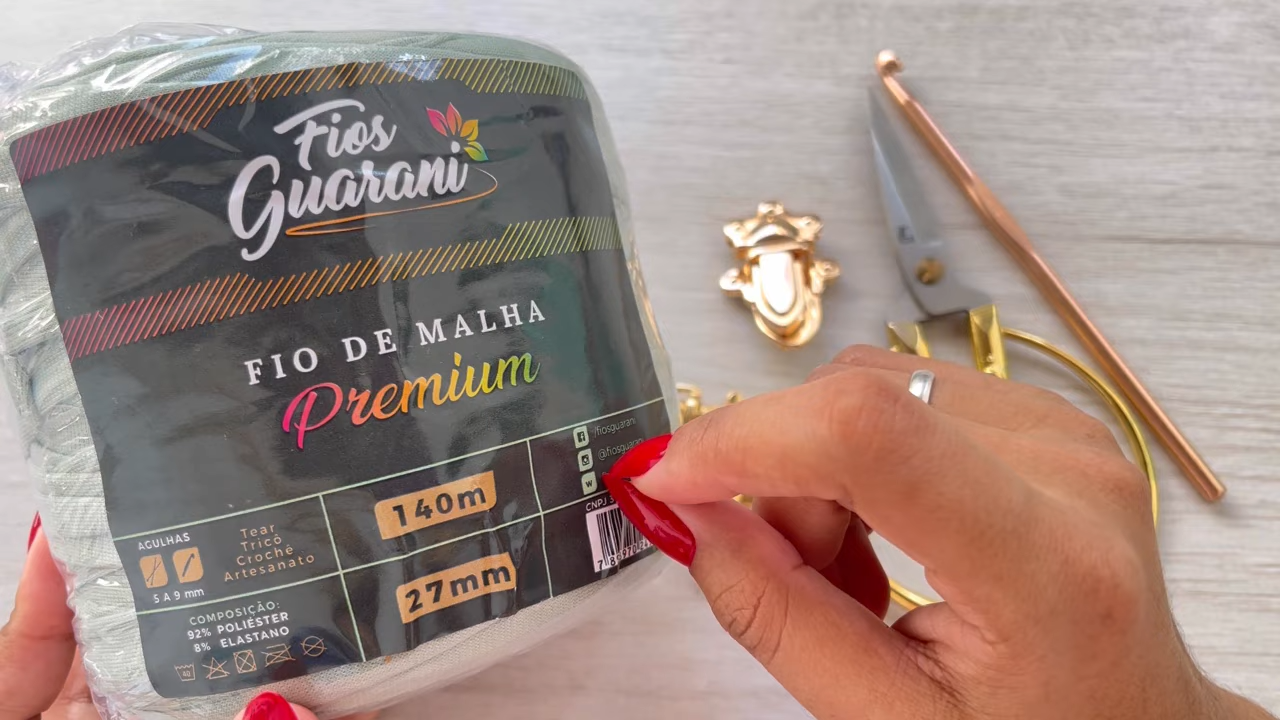 Fios
Guarani
FIO DE MALHA
Premium
/fiosguarani
@fiosguarani
AGULHAS
5 A 9 mm
Tear
Tricô
Crochê
Artesanato
140m
27mm
CNPJ
COMPOSIÇÃO:
92% POLIÉSTER
8% ELASTANO